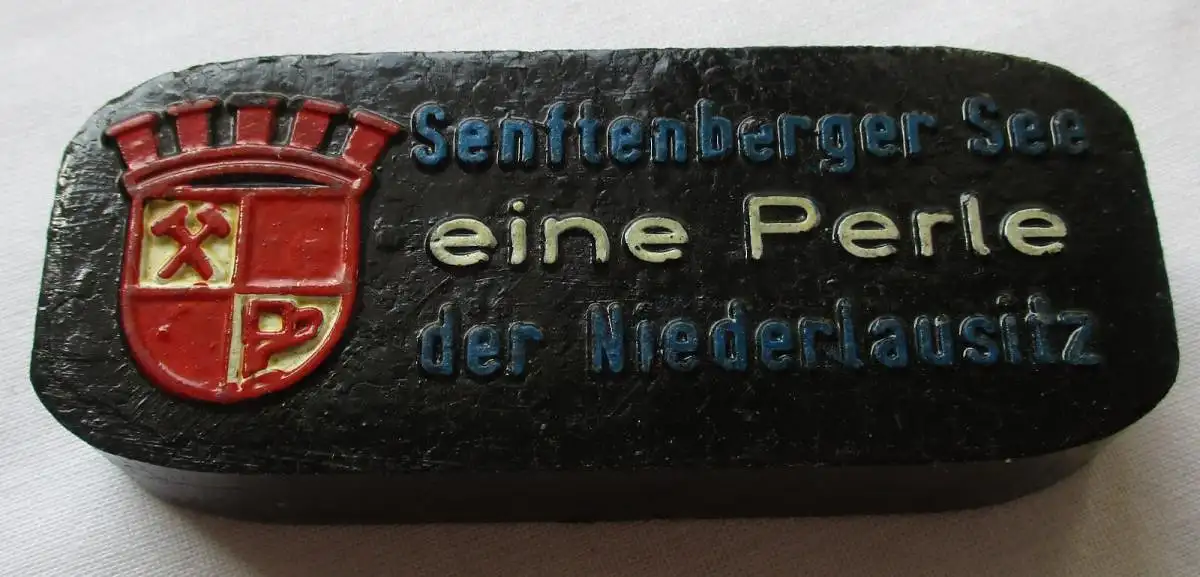 Senftenberger See
eine Perle
der Niederlausitz